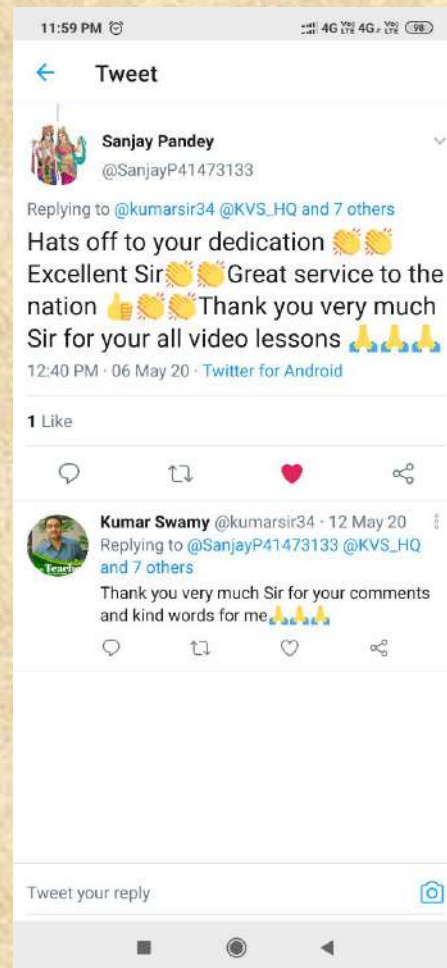 11:59 PM 4G Vo) LTE 4G Vo) LTE 98
Tweet
Sanjay Pandey
@SanjayP41473133
Replying to @kumarsir34 @KVS_HQ and 7 others
Hats off to your dedication 👏👏
Excellent Sir👏👏Great service to the
nation 👍👏👏Thank you very much
Sir for your all video lessons 🙏🙏🙏
12:40 PM · 06 May 20 · Twitter for Android
1 Like
Kumar Swamy @kumarsir34 · 12 May 20
Replying to @SanjayP41473133 @KVS_HQ
and 7 others
Thank you very much Sir for your comments
and kind words for me🙏🙏🙏
Tweet your reply